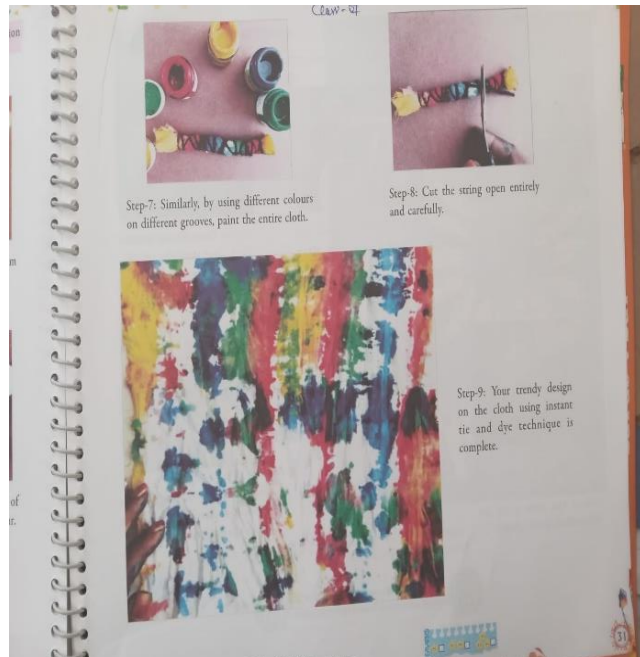 ion
Class-
Step-7: Similarly, by using different colours
on different grooves, paint the entire cloth.
Step-8: Cut the string open entirely
and carefully.
m
Step-9: Your trendy design
on the cloth using instant
tie and dye technique is
complete.
of
r.
31